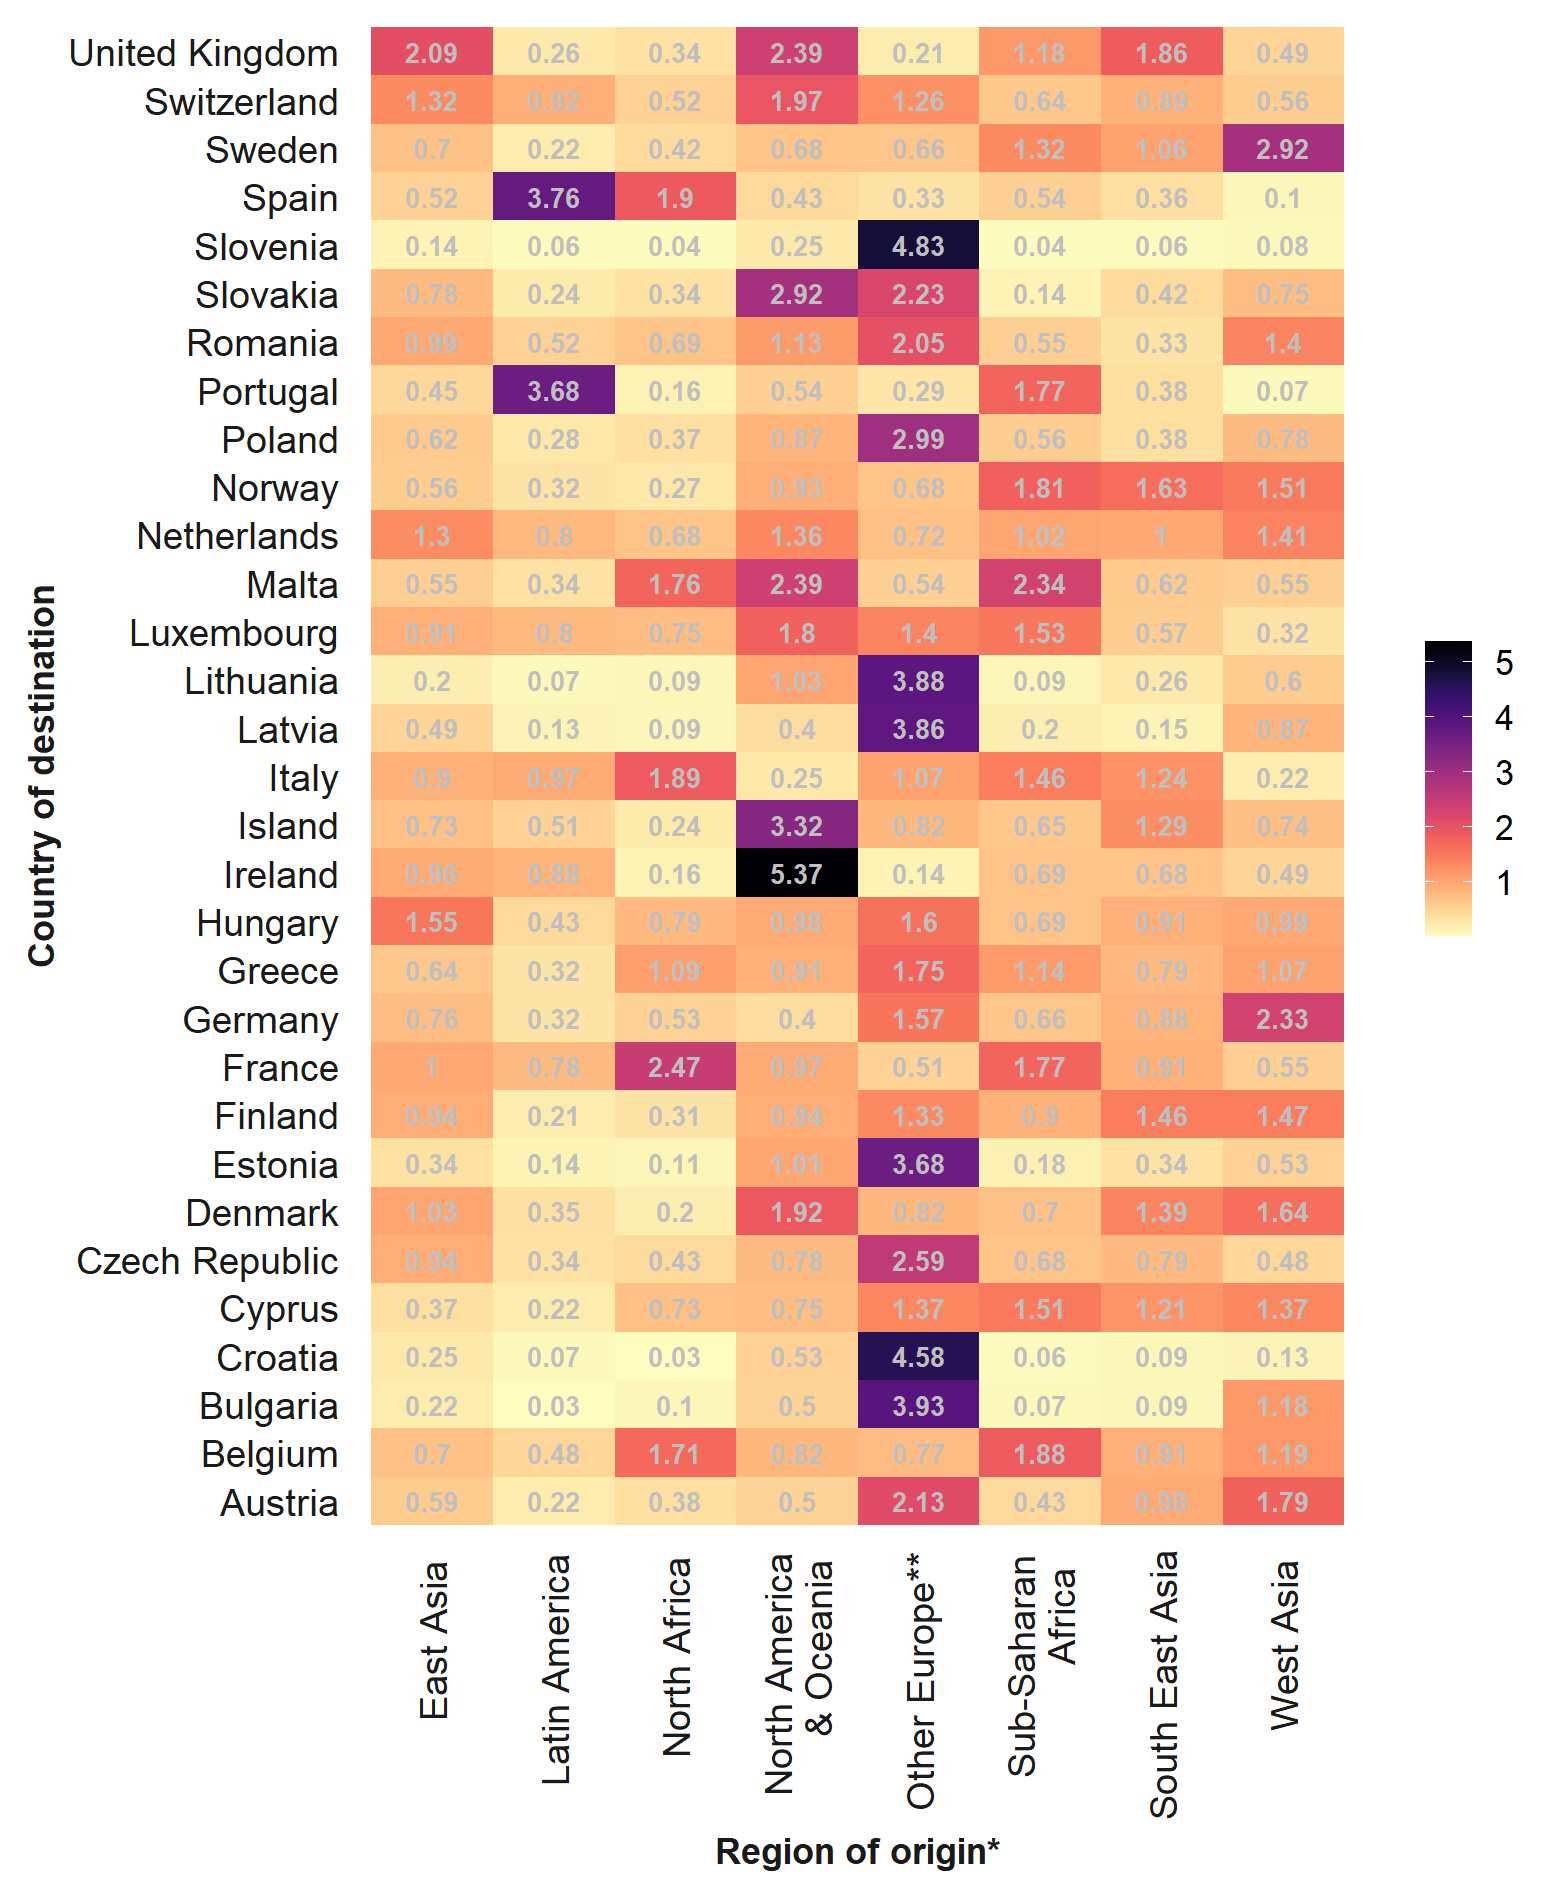 United Kingdom 2.09 0.26 0.34 2.39 0.21 1.18 1.86 0.49
Switzerland 1.32 0.92 0.52 1.97 1.26 0.64 0.89 0.56
Sweden 0.7 0.22 0.42 0.68 0.66 1.32 1.06 2.92
Spain 0.52 3.76 1.9 0.43 0.33 0.54 0.36 0.1
Slovenia 0.14 0.06 0.04 0.25 4.83 0.04 0.06 0.08
Slovakia 0.78 0.24 0.34 2.92 2.23 0.14 0.42 0.75
Romania 0.99 0.52 0.69 1.13 2.05 0.55 0.33 1.4
Portugal 0.45 3.68 0.16 0.54 0.29 1.77 0.38 0.07
Poland 0.62 0.28 0.37 0.87 2.99 0.56 0.38 0.78
Norway 0.56 0.32 0.27 0.93 0.68 1.81 1.63 1.51
Netherlands 1.3 0.8 0.68 1.36 0.72 1.02 1 1.41
Malta 0.55 0.34 1.76 2.39 0.54 2.34 0.62 0.55
Luxembourg 0.91 0.8 0.75 1.8 1.4 1.53 0.57 0.32
Lithuania 0.2 0.07 0.09 1.03 3.88 0.09 0.26 0.6
Latvia 0.49 0.13 0.09 0.4 3.86 0.2 0.15 0.87
Italy 0.9 0.97 1.89 0.25 1.07 1.46 1.24 0.22
Island 0.73 0.51 0.24 3.32 0.82 0.65 1.29 0.74
Ireland 0.96 0.88 0.16 5.37 0.14 0.69 0.68 0.49
Hungary 1.55 0.43 0.79 0.98 1.6 0.69 0.91 0.99
Greece 0.64 0.32 1.09 0.91 1.75 1.14 0.79 1.07
Germany 0.76 0.32 0.53 0.4 1.57 0.66 0.88 2.33
France 1 0.78 2.47 0.97 0.51 1.77 0.91 0.55
Finland 0.94 0.21 0.31 0.94 1.33 0.9 1.46 1.47
Estonia 0.34 0.14 0.11 1.01 3.68 0.18 0.34 0.53
Denmark 1.03 0.35 0.2 1.92 0.82 0.7 1.39 1.64
Czech Republic 0.94 0.34 0.43 0.78 2.59 0.68 0.79 0.48
Cyprus 0.37 0.22 0.73 0.75 1.37 1.51 1.21 1.37
Croatia 0.25 0.07 0.03 0.53 4.58 0.06 0.09 0.13
Bulgaria 0.22 0.03 0.1 0.5 3.93 0.07 0.09 1.18
Belgium 0.7 0.48 1.71 0.82 0.77 1.88 0.91 1.19
Austria 0.59 0.22 0.38 0.5 2.13 0.43 0.98 1.79
Country of destination
East Asia
Latin America
North Africa
North America
& Oceania
Other Europe**
Sub-Saharan
Africa
South East Asia
West Asia
Region of origin*
5
4
3
2
1